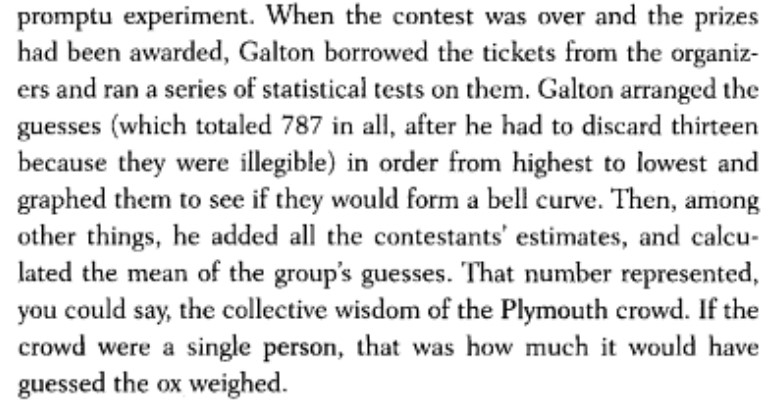 promptu experiment. When the contest was over and the prizes
had been awarded, Galton borrowed the tickets from the organiz-
ers and ran a series of statistical tests on them. Galton arranged the
guesses (which totaled 787 in all, after he had to discard thirteen
because they were illegible) in order from highest to lowest and
graphed them to see if they would form a bell curve. Then, among
other things, he added all the contestants' estimates, and calcu-
lated the mean of the group's guesses. That number represented,
you could say, the collective wisdom of the Plymouth crowd. If the
crowd were a single person, that was how much it would have
guessed the ox weighed.